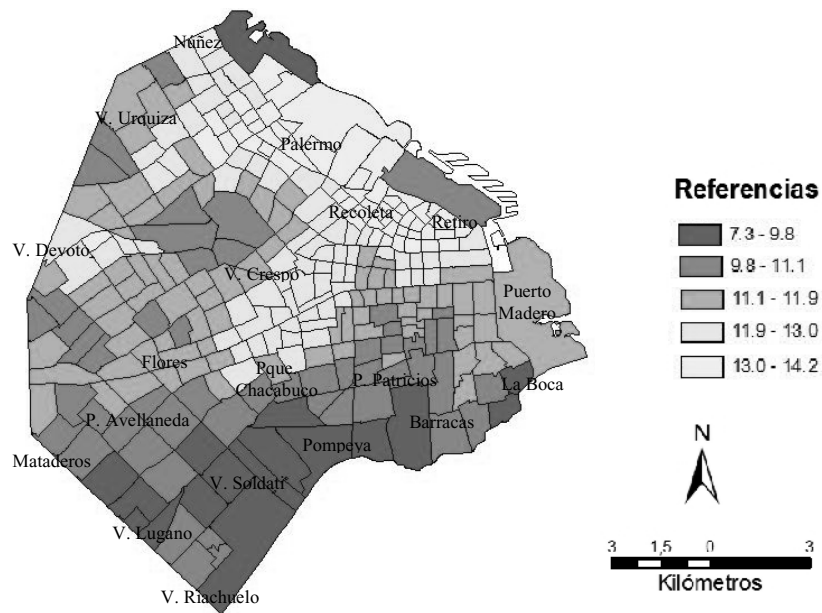 Núñez
V. Urquiza
Palermo
Recoleta
Retiro
V. Devoto
V. Crespo
Puerto
Madero
Flores
Pque.
Chacabuco
P. Patricios
La Boca
P. Avellaneda
Barracas
Mataderos
Pompeya
V. Soldati
V. Lugano
V. Riachuelo
Referencias
7.3 - 9.8
9.8 - 11.1
11.1 - 11.9
11.9 - 13.0
13.0 - 14.2
N
3 1,5 0 3
Kilómetros